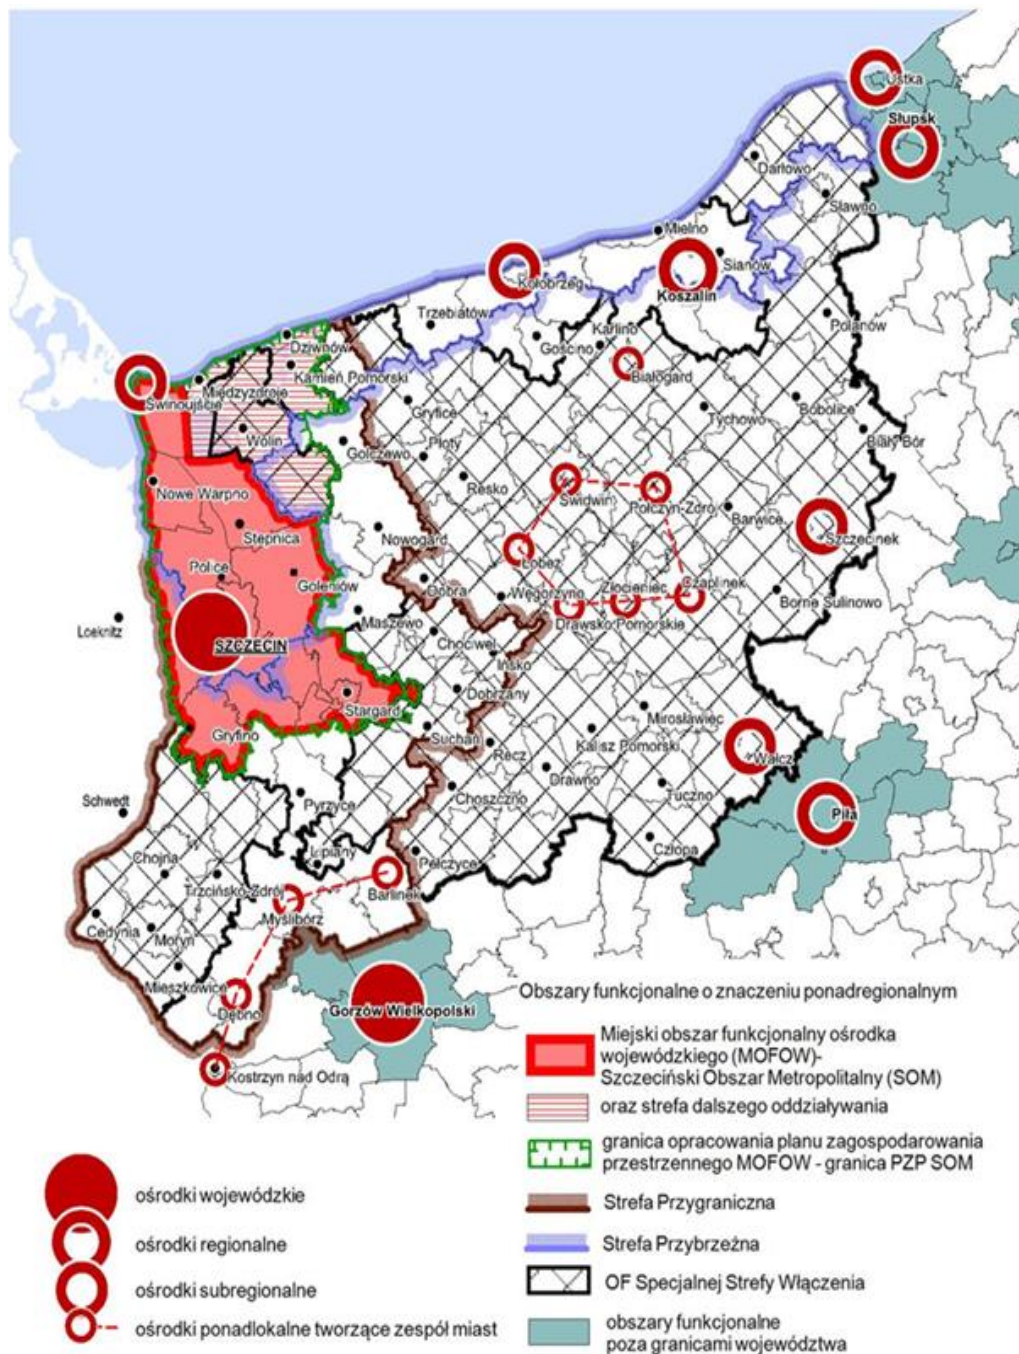 Ustka
Słupsk
Darłowo
Sławno
Mielno
Sianów
Kołobrzeg
Koszalin
Trzebiatów
Karlino
Polanów
Dziwnów
Gościno
Białogard
Kamień Pomorski
Międzyzdroje
Świnoujście
Gryfice
Tychowo
Bobolice
Wolin
Biały Bór
Płoty
Golczewo
Resko
Nowe Warpno
Świdwin
Połczyn-Zdrój
Barwice
Stepnica
Nowogard
Szczecinek
Łobez
Police
Goleniów
Dobra
Węgorzyno
Złocieniec
Czaplinek
Borne Sulinowo
Maszewo
Drawsko Pomorskie
Loeknitz
Chociwel
SZCZECIN
Ińsko
Dobrzany
Stargard
Mirosławiec
Gryfino
Suchań
Recz
Kalisz Pomorski
Wałcz
Drawno
Schwedt
Pyrzyce
Choszczno
Tuczno
Piła
Człopa
Chojna
Lipiany
Pełczyce
Trzcińsko-Zdrój
Barlinek
Myślibórz
Cedynia
Moryń
Mieszkowice
Dębno
Gorzów Wielkopolski
Kostrzyn nad Odrą
Obszary funkcjonalne o znaczeniu ponadregionalnym
Miejski obszar funkcjonalny ośrodka
wojewódzkiego (MOFOW)-
Szczeciński Obszar Metropolitalny (SOM)
oraz strefa dalszego oddziaływania
granica opracowania planu zagospodarowania
przestrzennego MOFOW - granica PZP SOM
Strefa Przygraniczna
Strefa Przybrzeżna
OF Specjalnej Strefy Włączenia
obszary funkcjonalne
poza granicami województwa
ośrodki wojewódzkie
ośrodki regionalne
ośrodki subregionalne
ośrodki ponadlokalne tworzące zespół miast